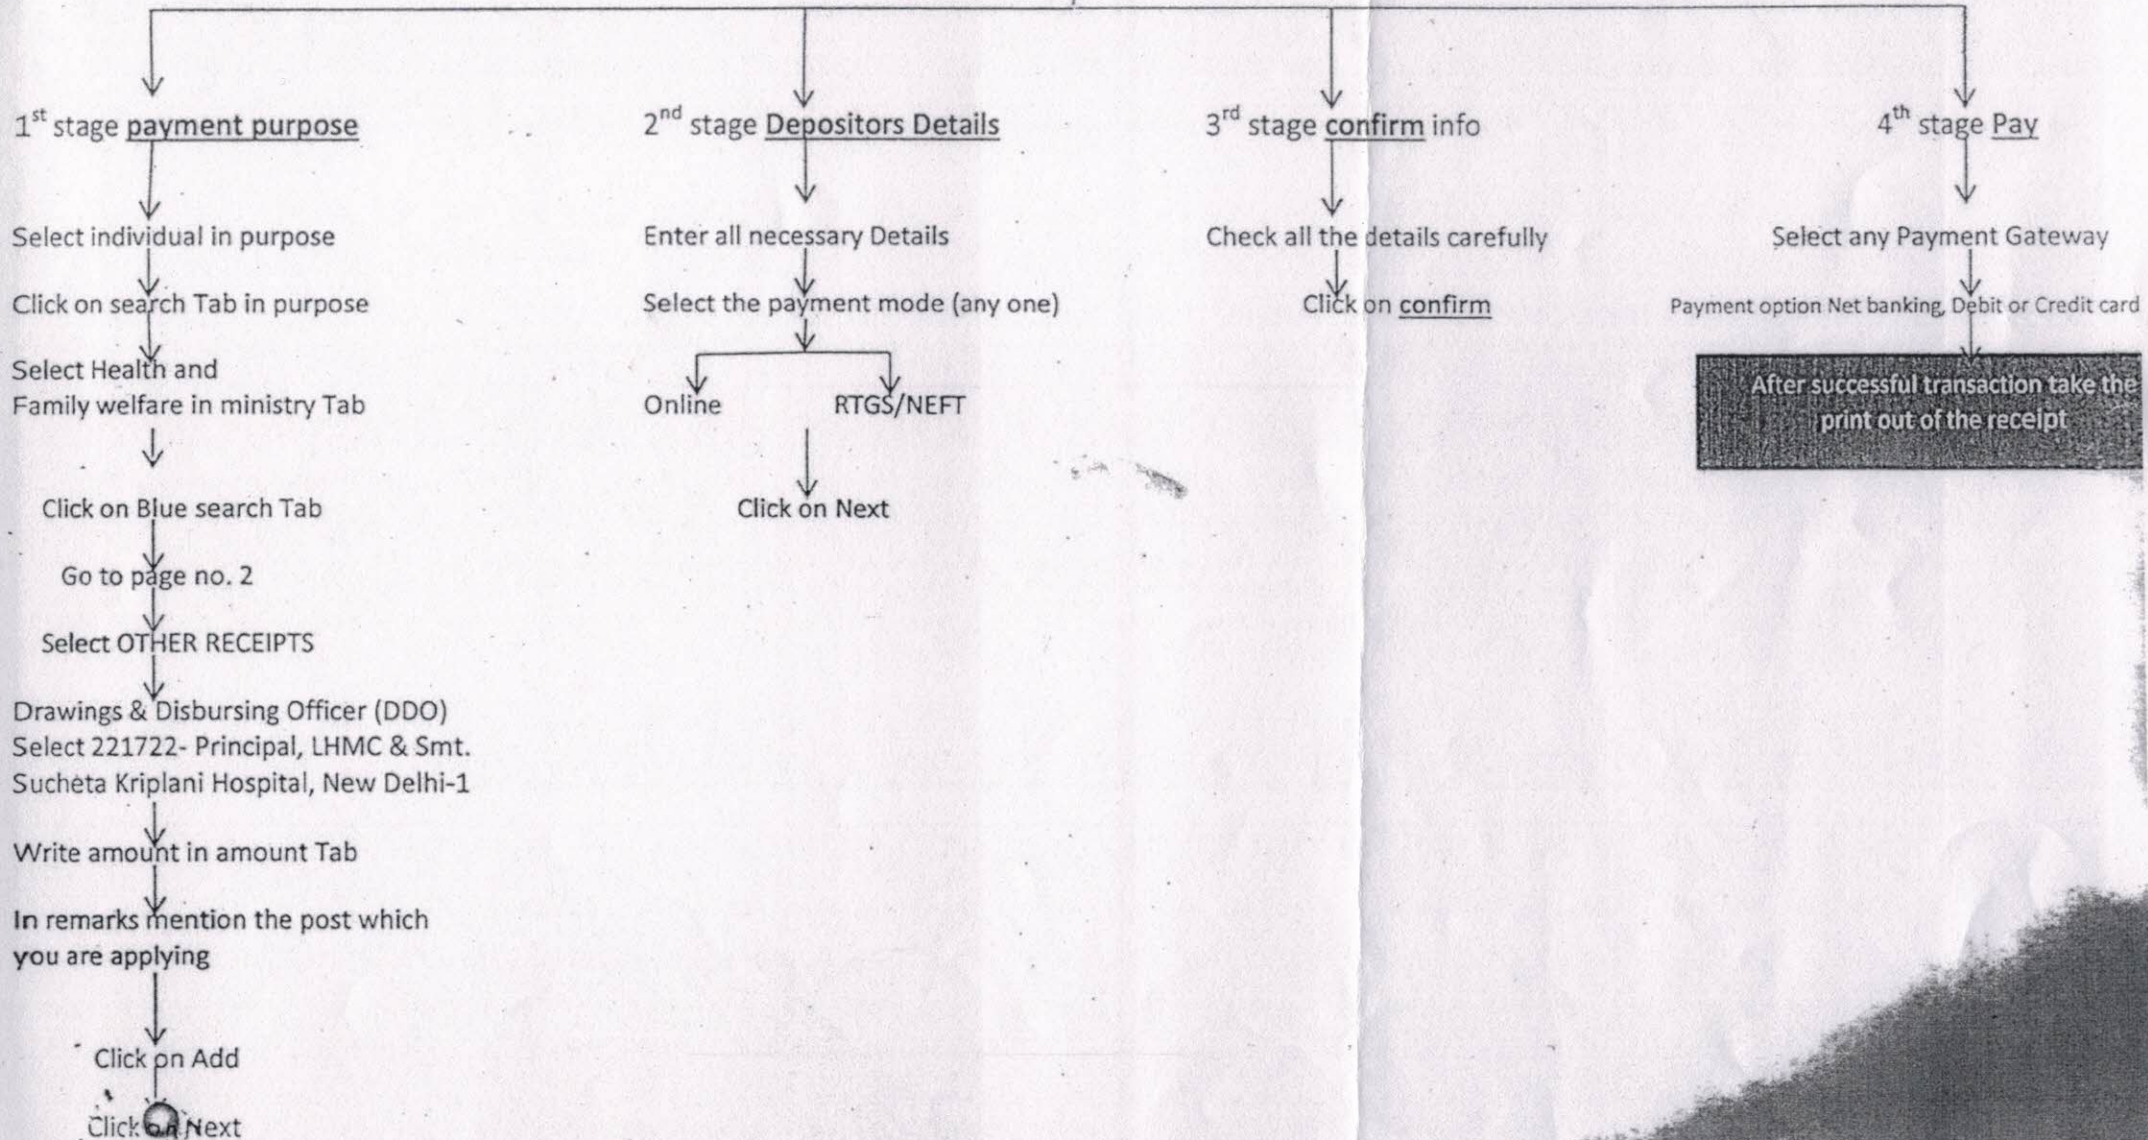 1st stage payment purpose
Select individual in purpose
Click on search Tab in purpose
Select Health and
Family welfare in ministry Tab
Click on Blue search Tab
Go to page no. 2
Select OTHER RECEIPTS
Drawings & Disbursing Officer (DDO)
Select 221722- Principal, LHMC & Smt.
Sucheta Kriplani Hospital, New Delhi-1
Write amount in amount Tab
In remarks mention the post which
you are applying
Click on Add
Click on Next
2nd stage Depositors Details
Enter all necessary Details
Select the payment mode (any one)
Online
RTGS/NEFT
Click on Next
3rd stage confirm info
Check all the details carefully
Click on confirm
4th stage Pay
Select any Payment Gateway
Payment option Net banking, Debit or Credit card
After successful transaction take the
print out of the receipt